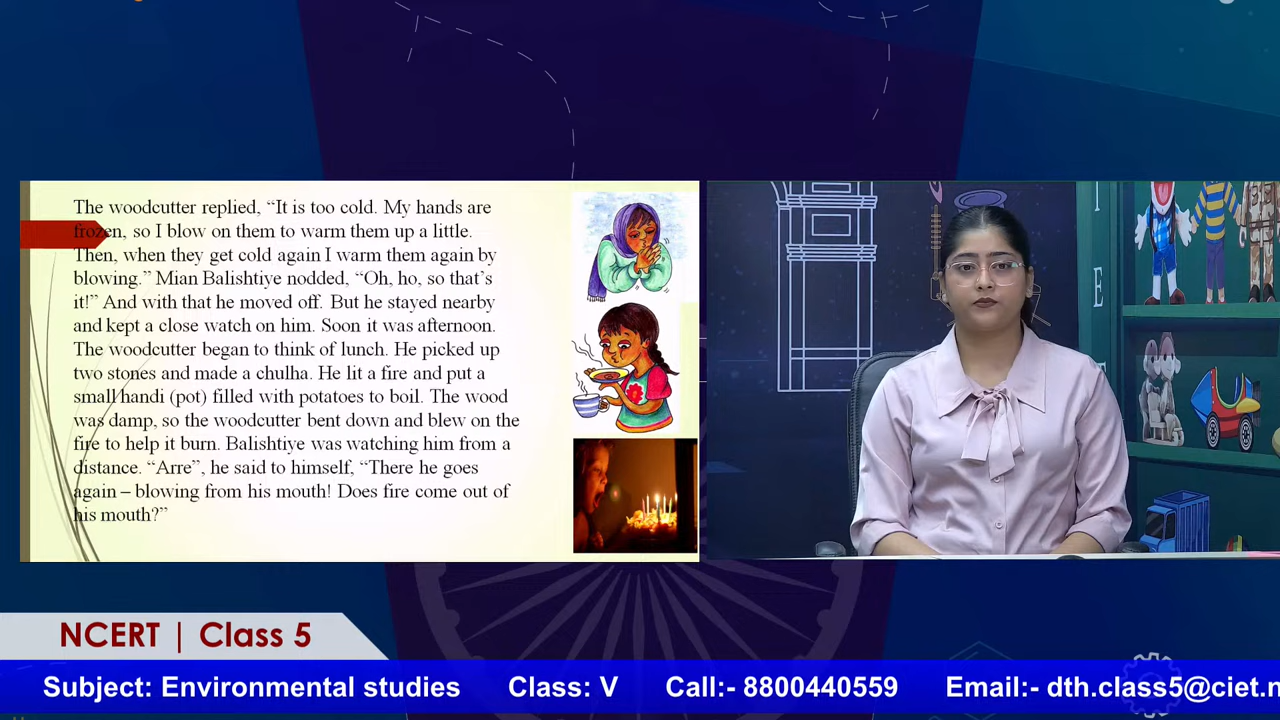 The woodcutter replied, “It is too cold. My hands are
frozen, so I blow on them to warm them up a little.
Then, when they get cold again I warm them again by
blowing.” Mian Balishtiye nodded, “Oh, ho, so that’s
it!” And with that he moved off. But he stayed nearby
and kept a close watch on him. Soon it was afternoon.
The woodcutter began to think of lunch. He picked up
two stones and made a chulha. He lit a fire and put a
small handi (pot) filled with potatoes to boil. The wood
was damp, so the woodcutter bent down and blew on the
fire to help it burn. Balishtiye was watching him from a
distance. “Arre”, he said to himself, “There he goes
again – blowing from his mouth! Does fire come out of
his mouth?”
I
E
NCERT | Class 5
Subject: Environmental studies Class: V Call:- 8800440559 Email:- dth.class5@ciet.n